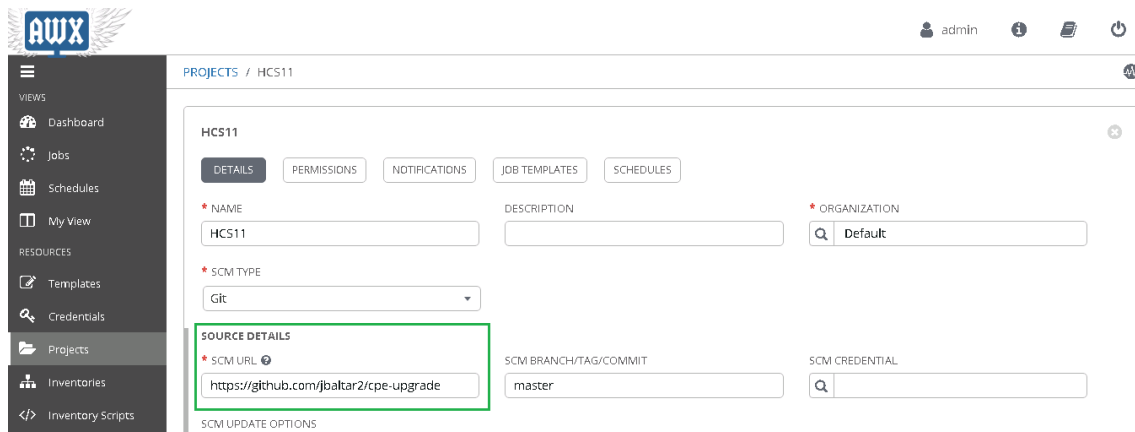 AWX
admin
PROJECTS / HCS11
VIEWS
Dashboard
Jobs
Schedules
My View
RESOURCES
Templates
Credentials
Projects
Inventories
Inventory Scripts
HCS11
DETAILS PERMISSIONS NOTIFICATIONS JOB TEMPLATES SCHEDULES
* NAME DESCRIPTION * ORGANIZATION
HCS11 Default
* SCM TYPE
Git
SOURCE DETAILS
* SCM URL SCM BRANCH/TAG/COMMIT SCM CREDENTIAL
https://github.com/jbaltar2/cpe-upgrade master
SCM UPDATE OPTIONS